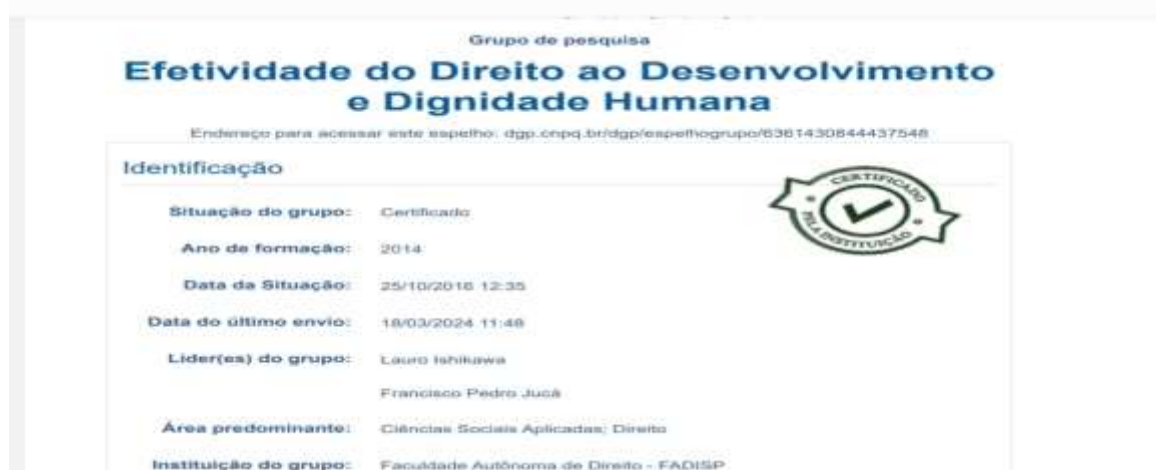 Grupo de pesquisa
Efetividade do Direito ao Desenvolvimento
e Dignidade Humana
Endereço para acessar este espelho: dgp.cnpq.br/dgp/espelhogrupo/6361430844437548
Identificação
CERTIFICADO
PELA INSTITUIÇÃO
Situação do grupo: Certificado
Ano de formação: 2014
Data da Situação: 25/10/2016 12:35
Data do último envio: 18/03/2024 11:48
Líder(es) do grupo: Lauro Ishikawa
Francisco Pedro Jucá
Área predominante: Ciências Sociais Aplicadas; Direito
Instituição do grupo: Faculdade Autônoma de Direito - FADISP